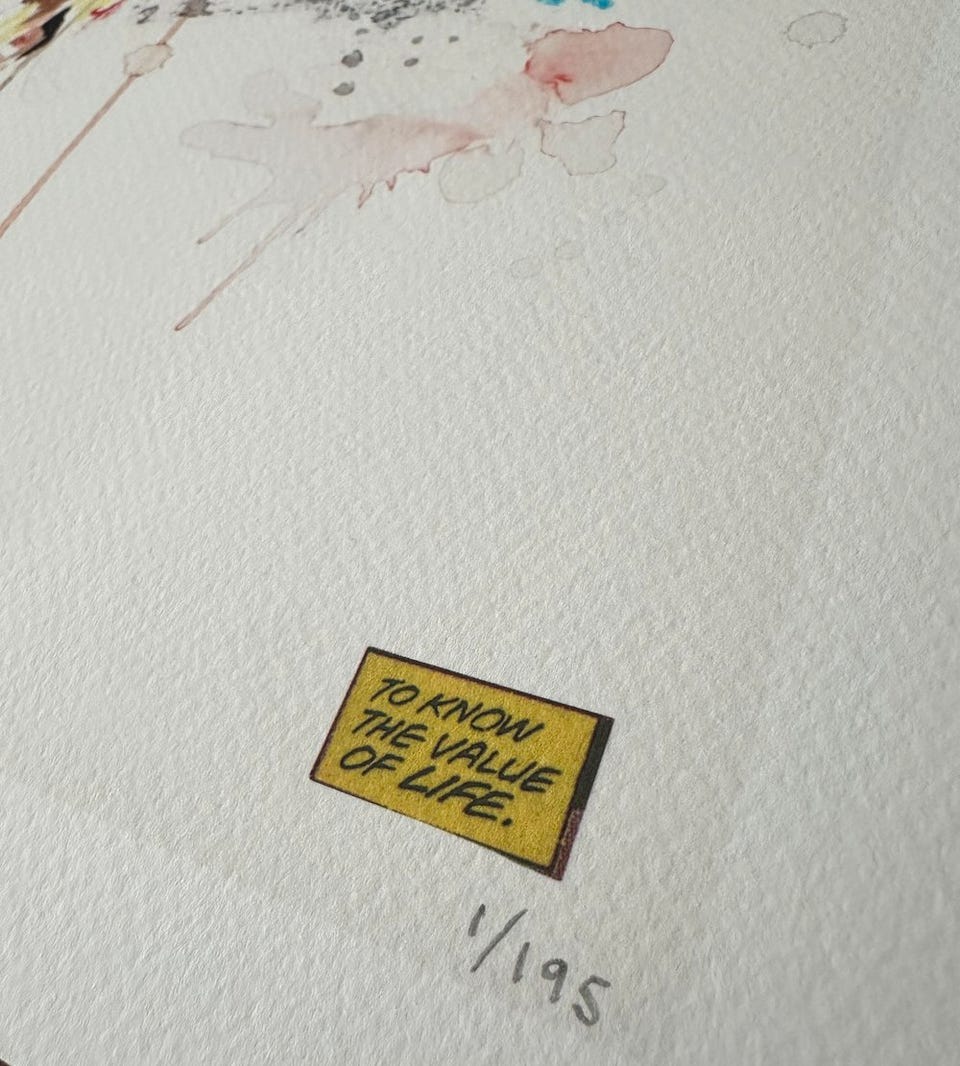 TO KNOW
THE VALUE
OF LIFE.
1/195